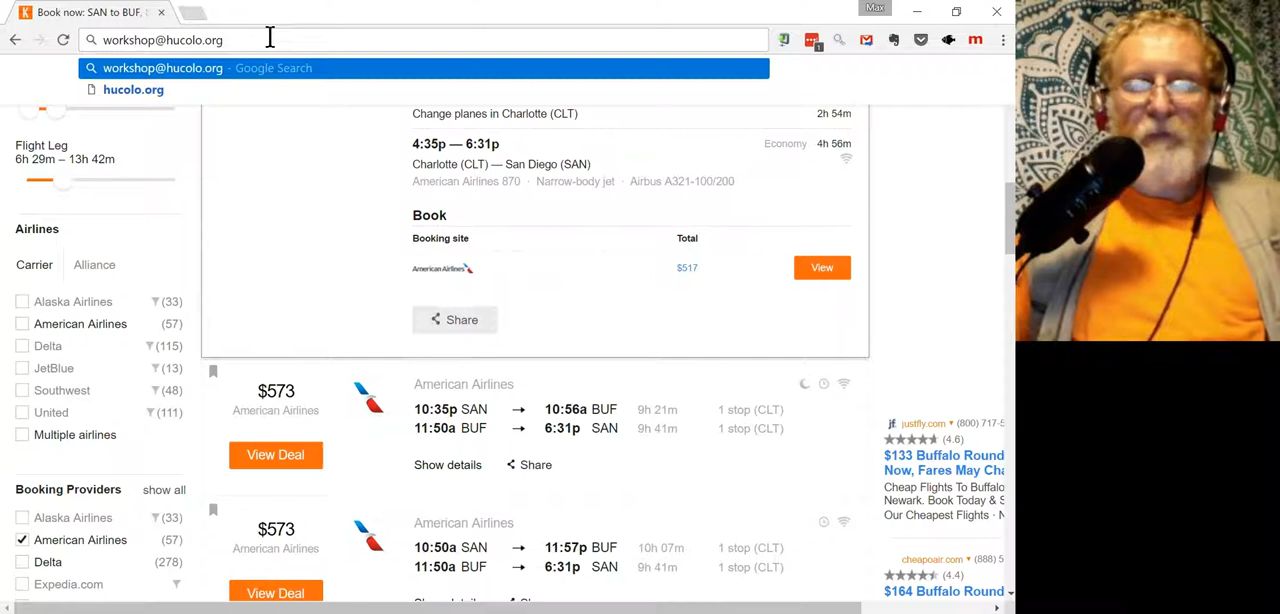 Book now: SAN to BUF,
Max
workshop@hucolo.org
1
m
workshop@hucolo.org - Google Search
hucolo.org
Change planes in Charlotte (CLT) 2h 54m
Flight Leg
6h 29m – 13h 42m
4:35p — 6:31p Economy 4h 56m
Charlotte (CLT) — San Diego (SAN)
American Airlines 870 · Narrow-body jet · Airbus A321-100/200
Book
Booking site Total
American Airlines $517 View
Share
Airlines
Carrier Alliance
Alaska Airlines (33)
American Airlines (57)
Delta (115)
JetBlue (13)
Southwest (48)
United (111)
Multiple airlines
Booking Providers show all
Alaska Airlines (33)
American Airlines (57)
Delta (278)
Expedia.com
$573
American Airlines
View Deal
American Airlines
10:35p SAN → 10:56a BUF 9h 21m 1 stop (CLT)
11:50a BUF → 6:31p SAN 9h 41m 1 stop (CLT)
Show details Share
$573
American Airlines
View Deal
American Airlines
10:50a SAN → 11:57p BUF 10h 07m 1 stop (CLT)
11:50a BUF → 6:31p SAN 9h 41m 1 stop (CLT)
jf. justfly.com (800) 717-5
(4.6)
$133 Buffalo Round
Now, Fares May Cha
Cheap Flights To Buffalo
Newark. Book Today & S
Our Cheapest Flights - N
cheapoair.com (888) 5
(4.4)
$164 Buffalo Round